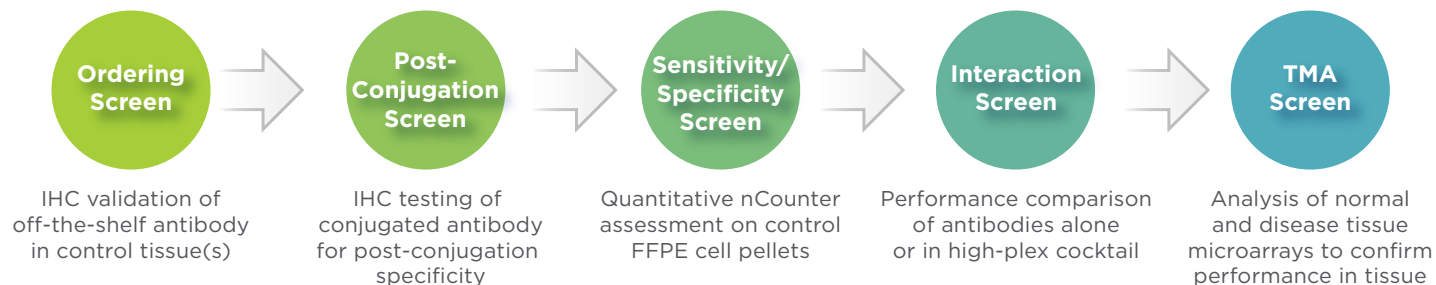 Ordering
Screen
Post-
Conjugation
Screen
Sensitivity/
Specificity
Screen
Interaction
Screen
TMA
Screen
IHC validation of
off-the-shelf antibody
in control tissue(s)
IHC testing of
conjugated antibody
for post-conjugation
specificity
Quantitative nCounter
assessment on control
FFPE cell pellets
Performance comparison
of antibodies alone
or in high-plex cocktail
Analysis of normal
and disease tissue
microarrays to confirm
performance in tissue